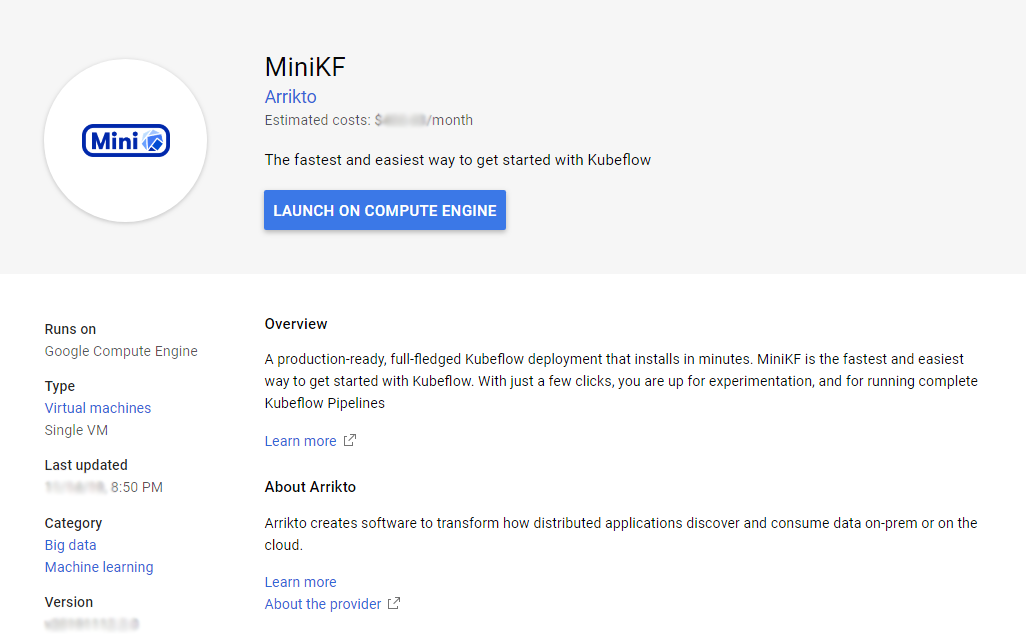 Mini
MiniKF
Arrikto
Estimated costs: $ /month
The fastest and easiest way to get started with Kubeflow
LAUNCH ON COMPUTE ENGINE
Runs on
Google Compute Engine
Type
Virtual machines
Single VM
Last updated
8:50 PM
Category
Big data
Machine learning
Version
Overview
A production-ready, full-fledged Kubeflow deployment that installs in minutes. MiniKF is the fastest and easiest
way to get started with Kubeflow. With just a few clicks, you are up for experimentation, and for running complete
Kubeflow Pipelines
Learn more
About Arrikto
Arrikto creates software to transform how distributed applications discover and consume data on-prem or on the
cloud.
Learn more
About the provider